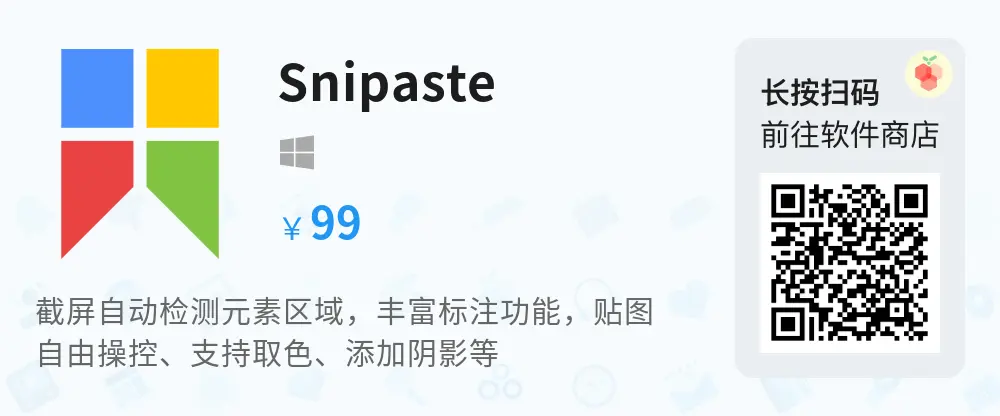 Snipaste
¥ 99
截屏自动检测元素区域，丰富标注功能，贴图
自由操控、支持取色、添加阴影等
长按扫码
前往软件商店